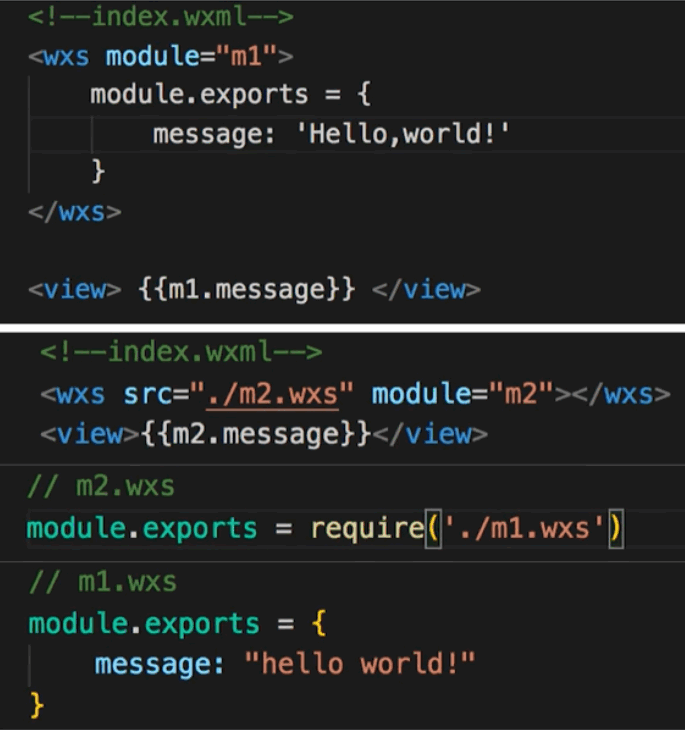 <!--index.wxml-->
<wxs module="m1">
module.exports = {
message: 'Hello,world!'
}
</wxs>
<view> {{m1.message}} </view>
<!--index.wxml-->
<wxs src="./m2.wxs" module="m2"></wxs>
<view>{{m2.message}}</view>
// m2.wxs
module.exports = require('./m1.wxs')
// m1.wxs
module.exports = {
message: "hello world!"
}